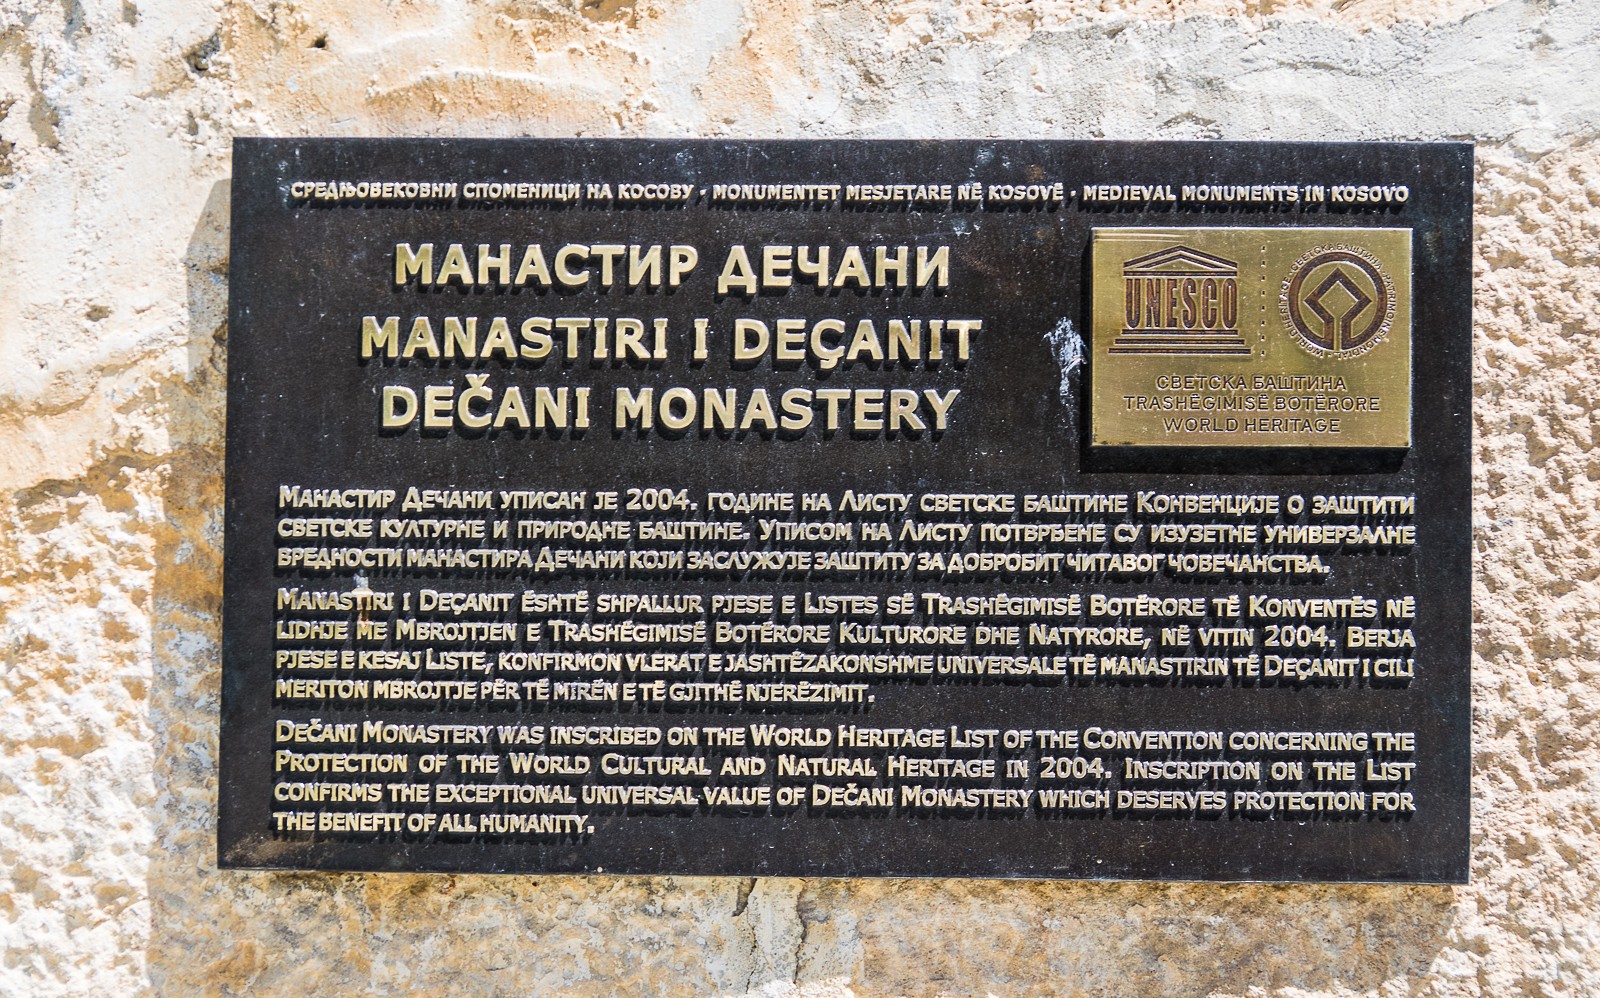 СРЕДЊОВЕКОВНИ СПОМЕНИЦИ НА КОСОВУ · MONUMENTET MESJETARE NË KOSOVË · MEDIEVAL MONUMENTS IN KOSOVO
МАНАСТИР ДЕЧАНИ
MANASTIRI I DEÇANIT
DEČANI MONASTERY
UNESCO
WORLD HERITAGE · СВЕТСКА БАШТИНА · PATRIMOINE MONDIAL ·
СВЕТСКА БАШТИНА
TRASHËGIMISË BOTËRORE
WORLD HERITAGE
МАНАСТИР ДЕЧАНИ УПИСАН ЈЕ 2004. ГОДИНЕ НА ЛИСТУ СВЕТСКЕ БАШТИНЕ КОНВЕНЦИЈЕ О ЗАШТИТИ
СВЕТСКЕ КУЛТУРНЕ И ПРИРОДНЕ БАШТИНЕ. УПИСОМ НА ЛИСТУ ПОТВРЂЕНЕ СУ ИЗУЗЕТНЕ УНИВЕРЗАЛНЕ
ВРЕДНОСТИ МАНАСТИРА ДЕЧАНИ КОЈИ ЗАСЛУЖУЈЕ ЗАШТИТУ ЗА ДОБРОБИТ ЧИТАВОГ ЧОВЕЧАНСТВА.
MANASTIRI I DEÇANIT ËSHTË SHPALLUR PJESE E LISTES SË TRASHËGIMISË BOTËRORE TË KONVENTËS NË
LIDHJE ME MBROJTJEN E TRASHËGIMISË BOTËRORE KULTURORE DHE NATYRORE, NË VITIN 2004. BERJA
PJESE E KESAJ LISTE, KONFIRMON VLERAT E JASHTËZAKONSHME UNIVERSALE TË MANASTIRIN TË DEÇANIT I CILI
MERITON MBROJTJE PËR TË MIRËN E TË GJITHË NJERËZIMIT.
DEČANI MONASTERY WAS INSCRIBED ON THE WORLD HERITAGE LIST OF THE CONVENTION CONCERNING THE
PROTECTION OF THE WORLD CULTURAL AND NATURAL HERITAGE IN 2004. INSCRIPTION ON THE LIST
CONFIRMS THE EXCEPTIONAL UNIVERSAL VALUE OF DEČANI MONASTERY WHICH DESERVES PROTECTION FOR
THE BENEFIT OF ALL HUMANITY.